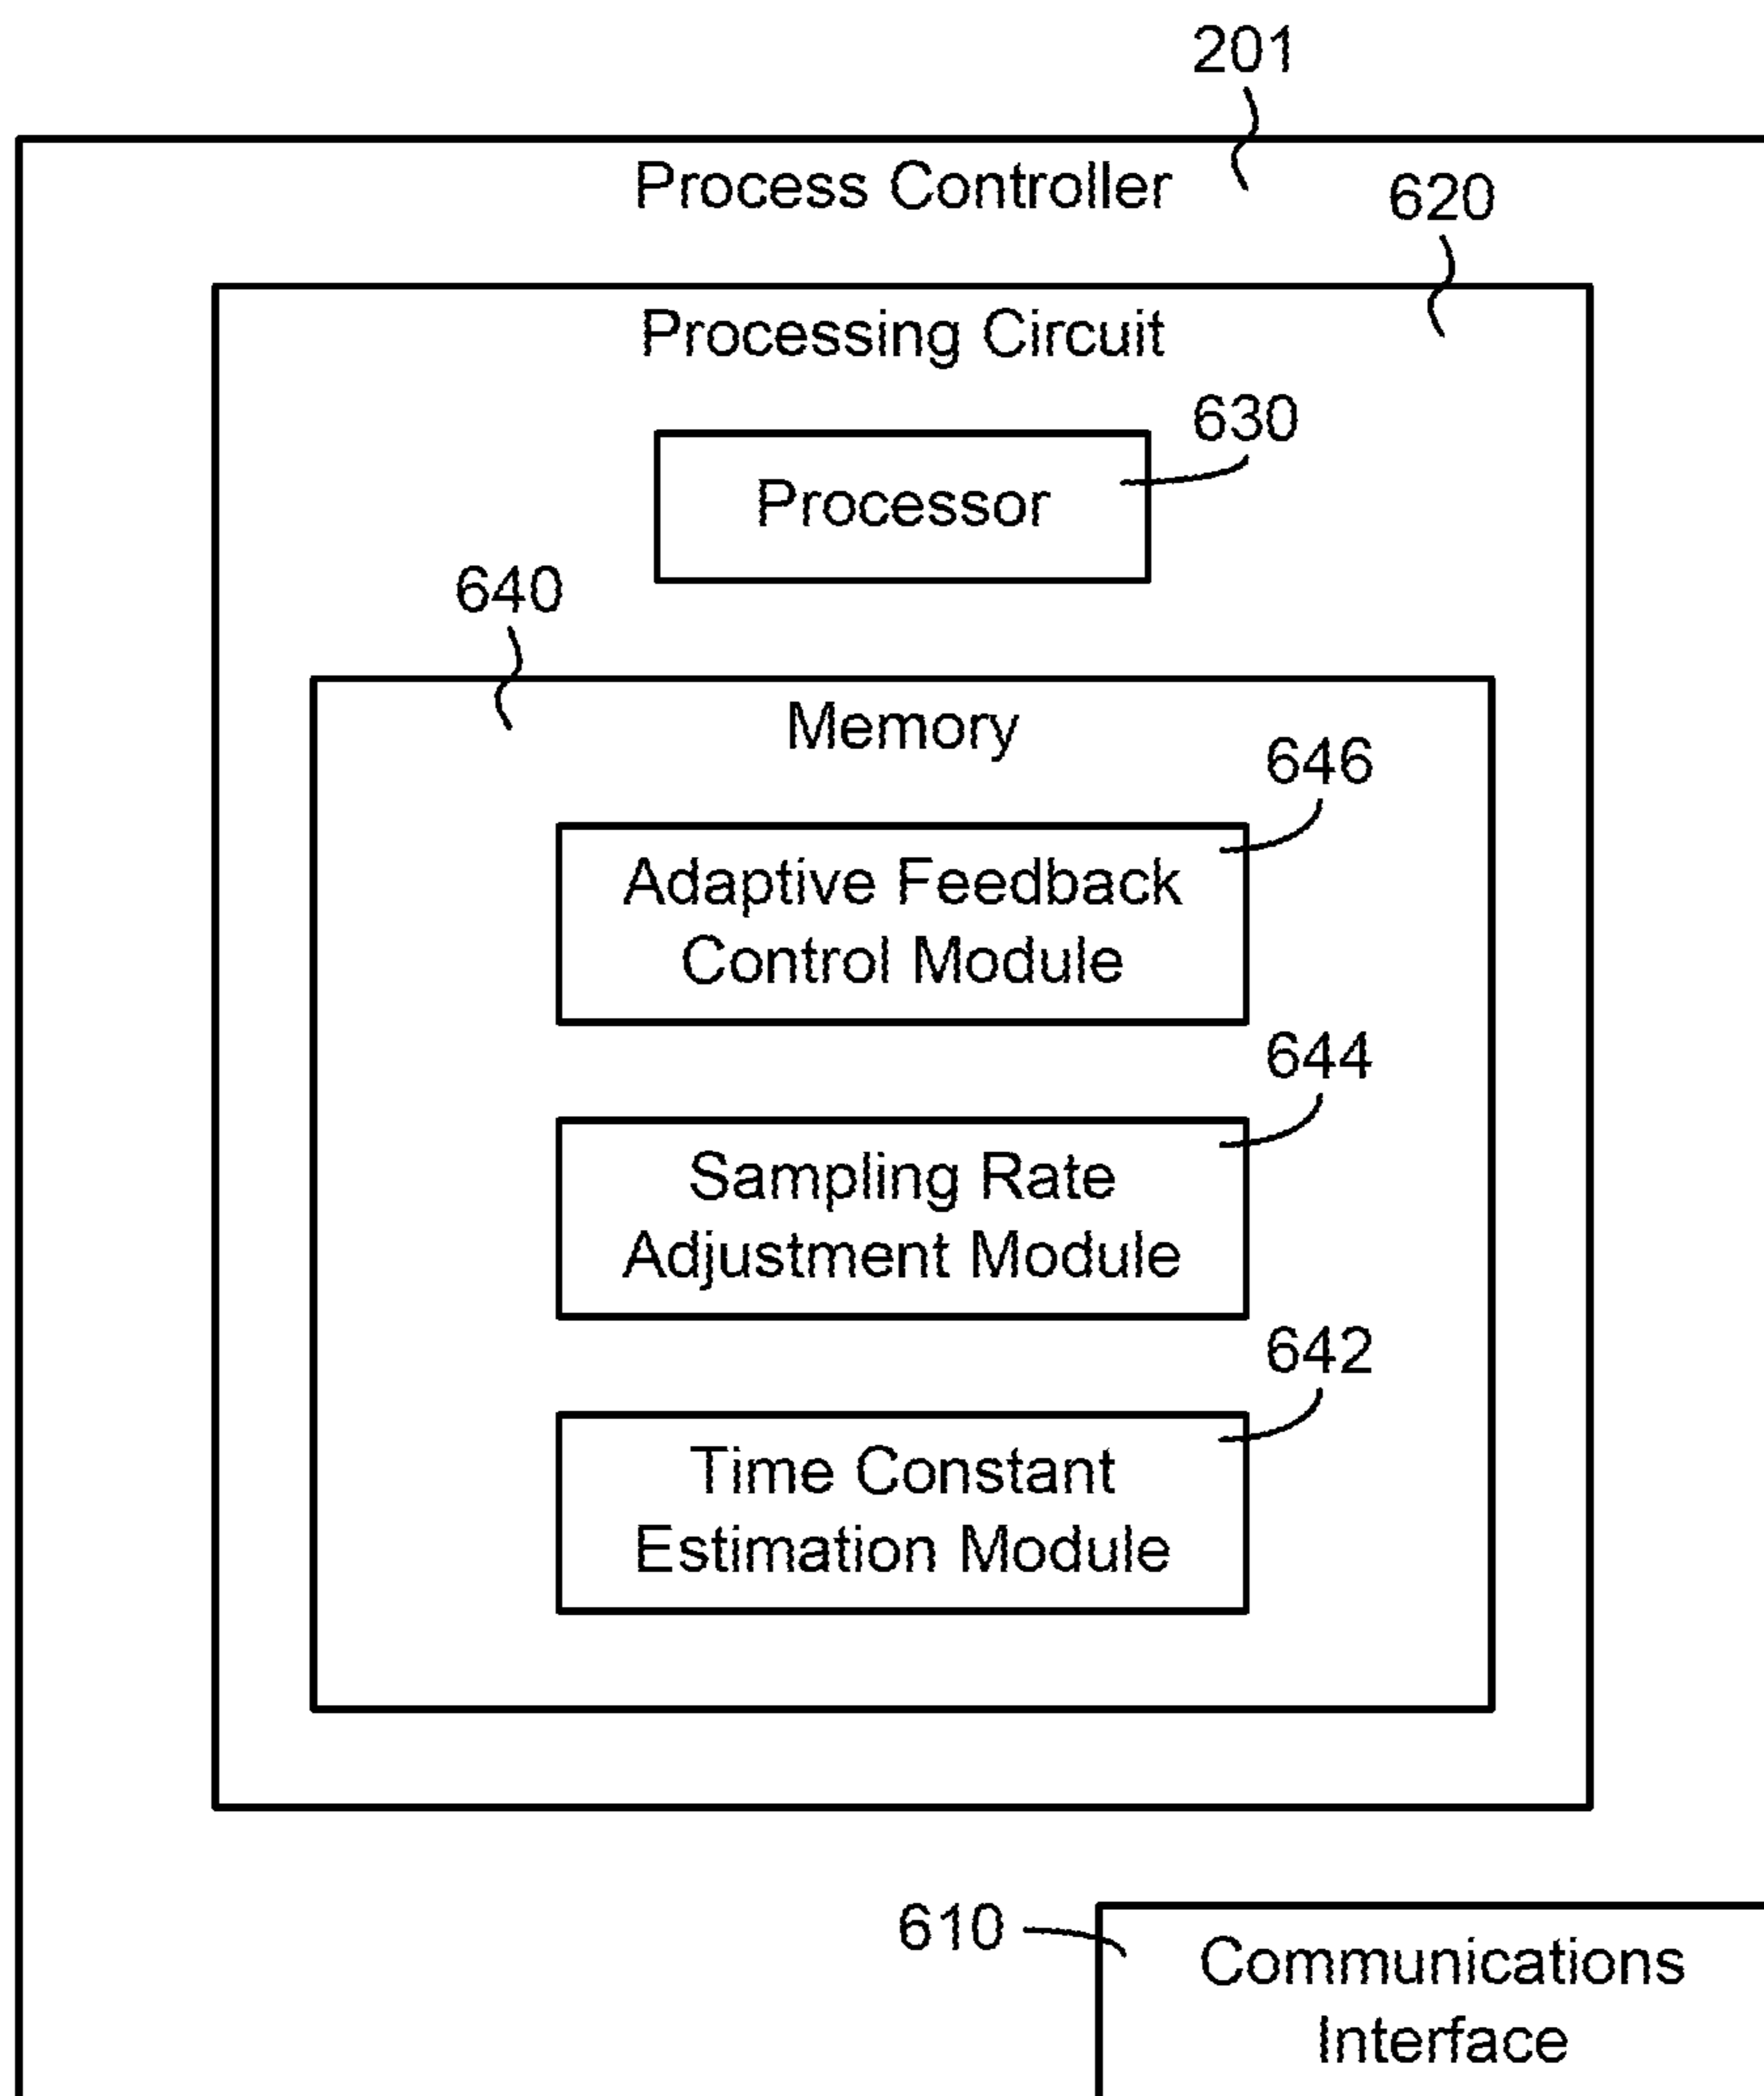 201
Process Controller
620
Processing Circuit
630
Processor
640
Memory
646
Adaptive Feedback
Control Module
644
Sampling Rate
Adjustment Module
642
Time Constant
Estimation Module
610
Communications
Interface